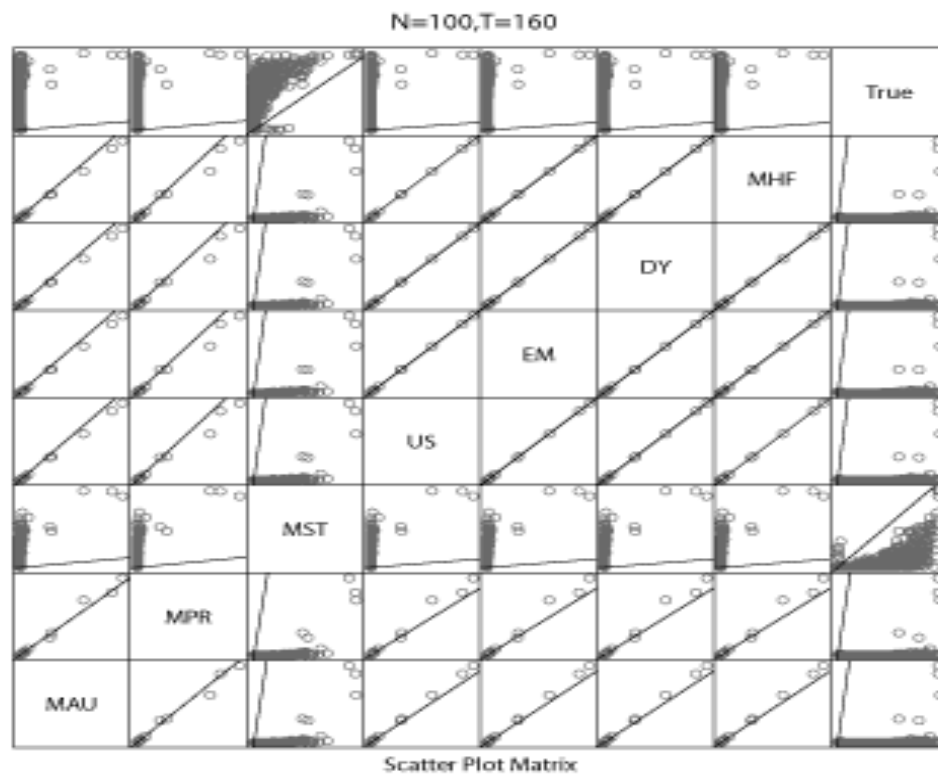 N=100,T=160
True
MHF
DY
EM
US
MST
MPR
MAU
Scatter Plot Matrix